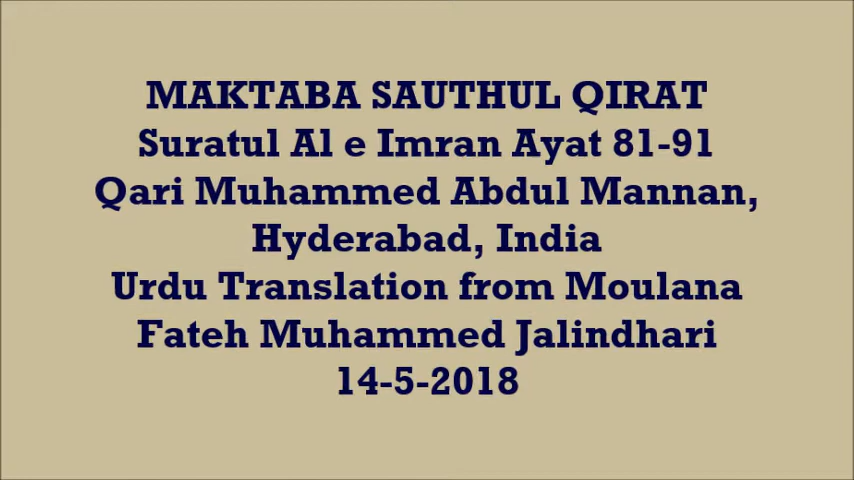 MAKTABA SAUTHUL QIRAT
Suratul Al e Imran Ayat 81-91
Qari Muhammed Abdul Mannan,
Hyderabad, India
Urdu Translation from Moulana
Fateh Muhammed Jalindhari
14-5-2018